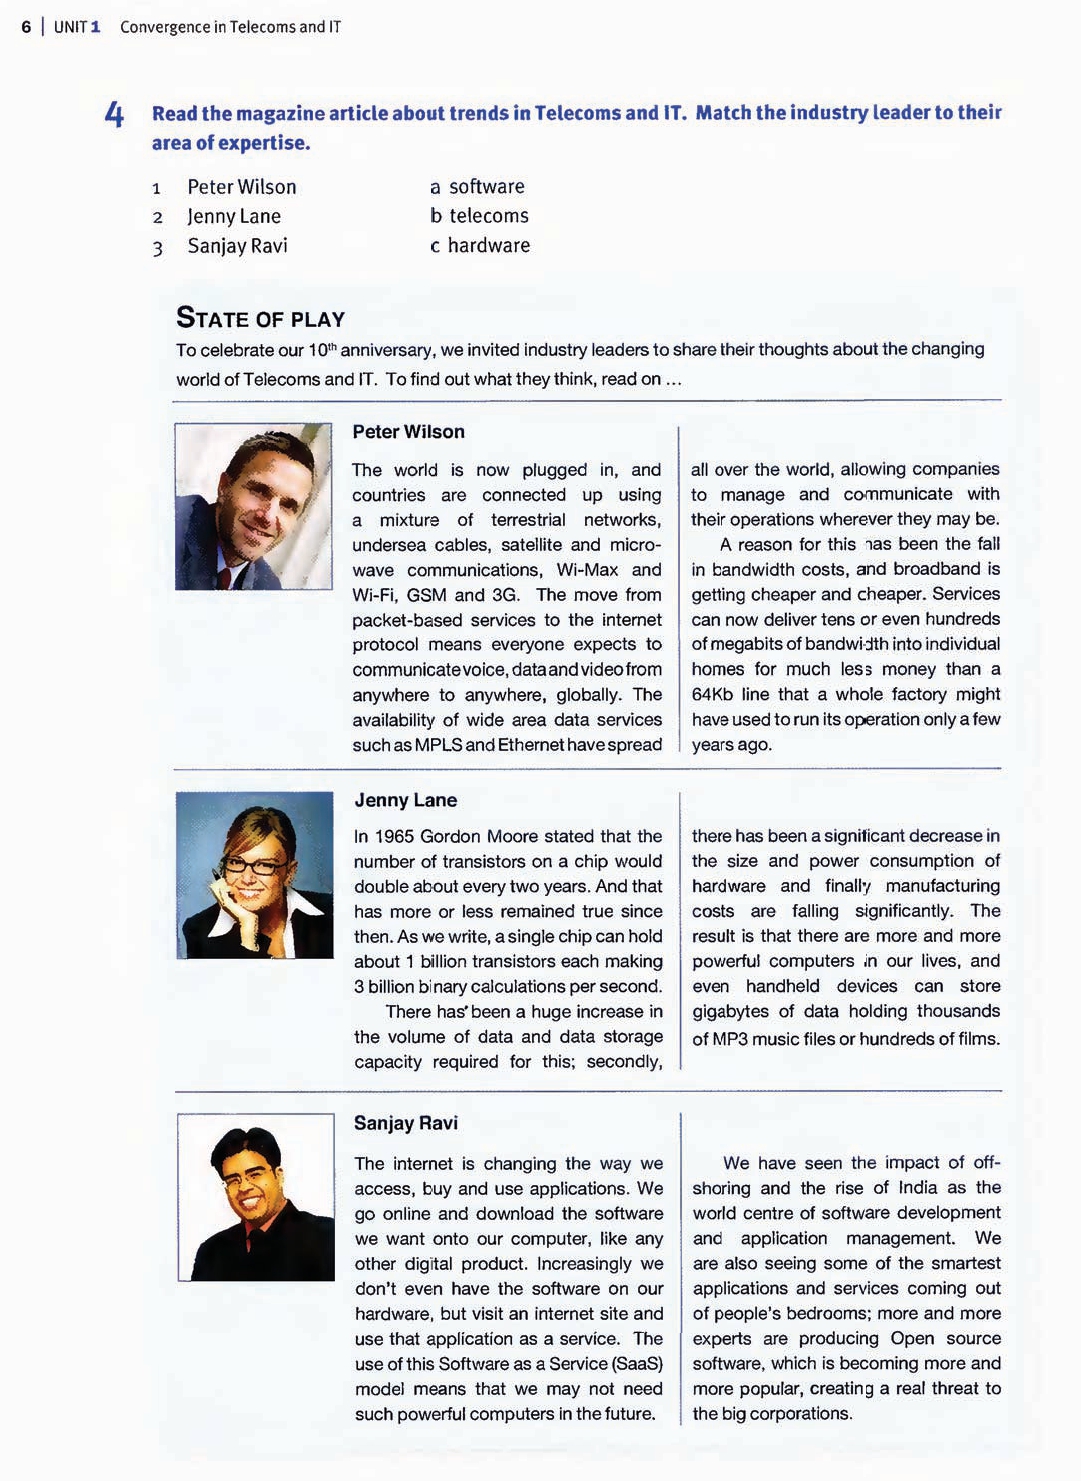 6 | UNIT 1 Convergence in Telecoms and IT
4 Read the magazine article about trends in Telecoms and IT. Match the industry leader to their
area of expertise.
1 Peter Wilson a software
2 Jenny Lane b telecoms
3 Sanjay Ravi c hardware
STATE OF PLAY
To celebrate our 10th anniversary, we invited industry leaders to share their thoughts about the changing
world of Telecoms and IT. To find out what they think, read on ...
Peter Wilson
The world is now plugged in, and
countries are connected up using
a mixture of terrestrial networks,
undersea cables, satellite and micro-
wave communications, Wi-Max and
Wi-Fi, GSM and 3G. The move from
packet-based services to the internet
protocol means everyone expects to
communicate voice, data and video from
anywhere to anywhere, globally. The
availability of wide area data services
such as MPLS and Ethernet have spread
all over the world, allowing companies
to manage and communicate with
their operations wherever they may be.
A reason for this has been the fall
in bandwidth costs, and broadband is
getting cheaper and cheaper. Services
can now deliver tens or even hundreds
of megabits of bandwidth into individual
homes for much less money than a
64Kb line that a whole factory might
have used to run its operation only a few
years ago.
Jenny Lane
In 1965 Gordon Moore stated that the
number of transistors on a chip would
double about every two years. And that
has more or less remained true since
then. As we write, a single chip can hold
about 1 billion transistors each making
3 billion binary calculations per second.
There has been a huge increase in
the volume of data and data storage
capacity required for this; secondly,
there has been a significant decrease in
the size and power consumption of
hardware and finally manufacturing
costs are falling significantly. The
result is that there are more and more
powerful computers in our lives, and
even handheld devices can store
gigabytes of data holding thousands
of MP3 music files or hundreds of films.
Sanjay Ravi
The internet is changing the way we
access, buy and use applications. We
go online and download the software
we want onto our computer, like any
other digital product. Increasingly we
don't even have the software on our
hardware, but visit an internet site and
use that application as a service. The
use of this Software as a Service (SaaS)
model means that we may not need
such powerful computers in the future.
We have seen the impact of off-
shoring and the rise of India as the
world centre of software development
and application management. We
are also seeing some of the smartest
applications and services coming out
of people's bedrooms; more and more
experts are producing Open source
software, which is becoming more and
more popular, creating a real threat to
the big corporations.